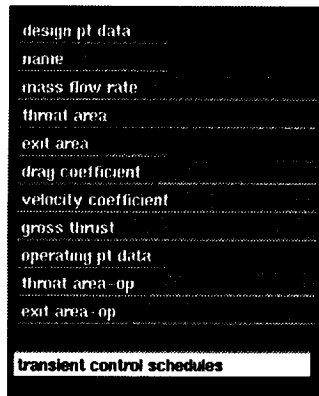 design pt data
name
mass flow rate
throat area
exit area
drag coefficient
velocity coefficient
gross thrust
operating pt data
throat area-op
exit area-op
transient control schedules